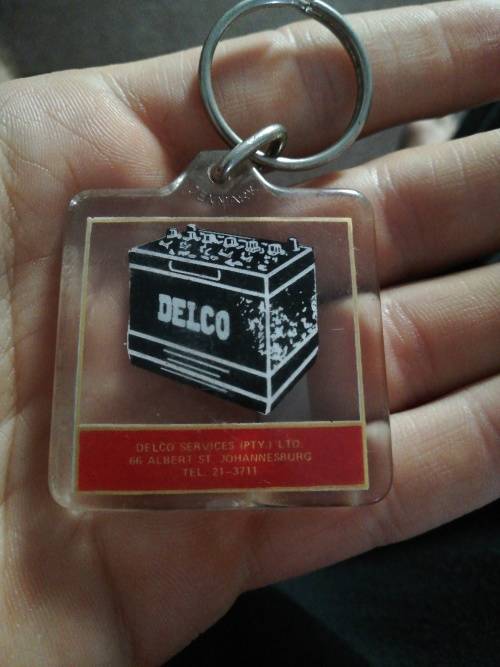 DELCO
DELCO SERVICES (PTY.) LTD.
66 ALBERT ST. JOHANNESBURG
TEL. 21-3711